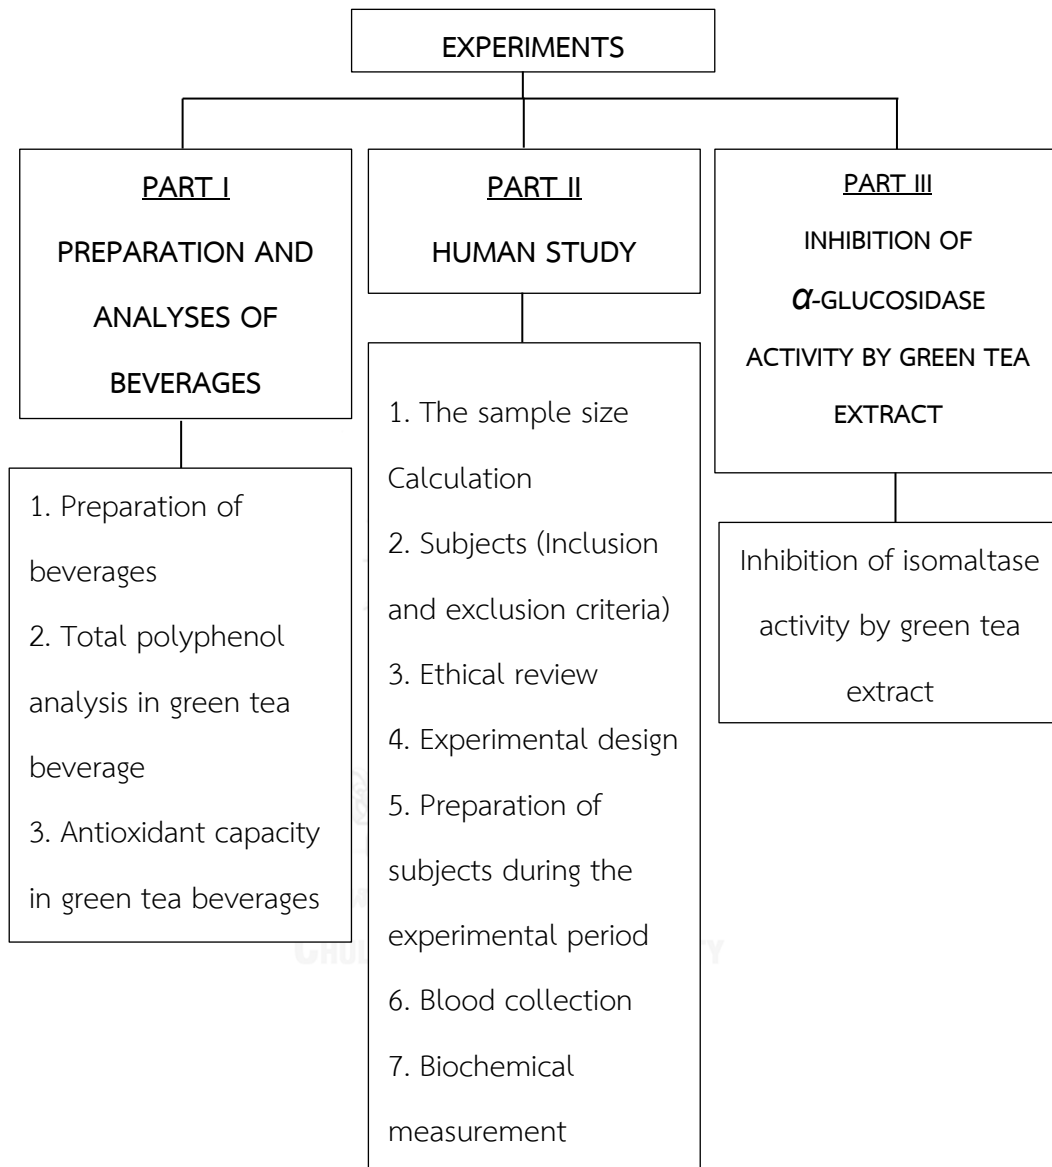 EXPERIMENTS
PART I
PREPARATION AND
ANALYSES OF
BEVERAGES
1. Preparation of
beverages
2. Total polyphenol
analysis in green tea
beverage
3. Antioxidant capacity
in green tea beverages
PART II
HUMAN STUDY
1. The sample size
Calculation
2. Subjects (Inclusion
and exclusion criteria)
3. Ethical review
4. Experimental design
5. Preparation of
subjects during the
experimental period
6. Blood collection
7. Biochemical
measurement
PART III
INHIBITION OF
α-GLUCOSIDASE
ACTIVITY BY GREEN TEA
EXTRACT
Inhibition of isomaltase
activity by green tea
extract